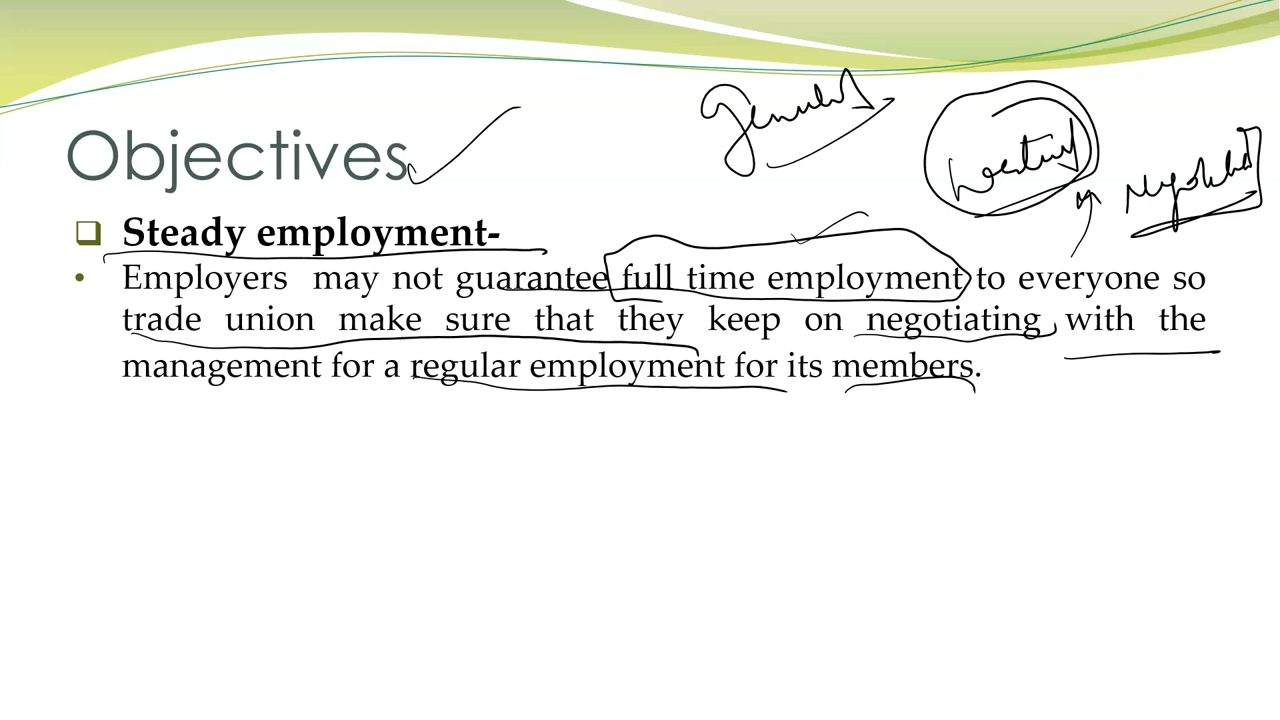 Objectives
Steady employment-
Employers may not guarantee full time employment to everyone so
trade union make sure that they keep on negotiating with the
management for a regular employment for its members.